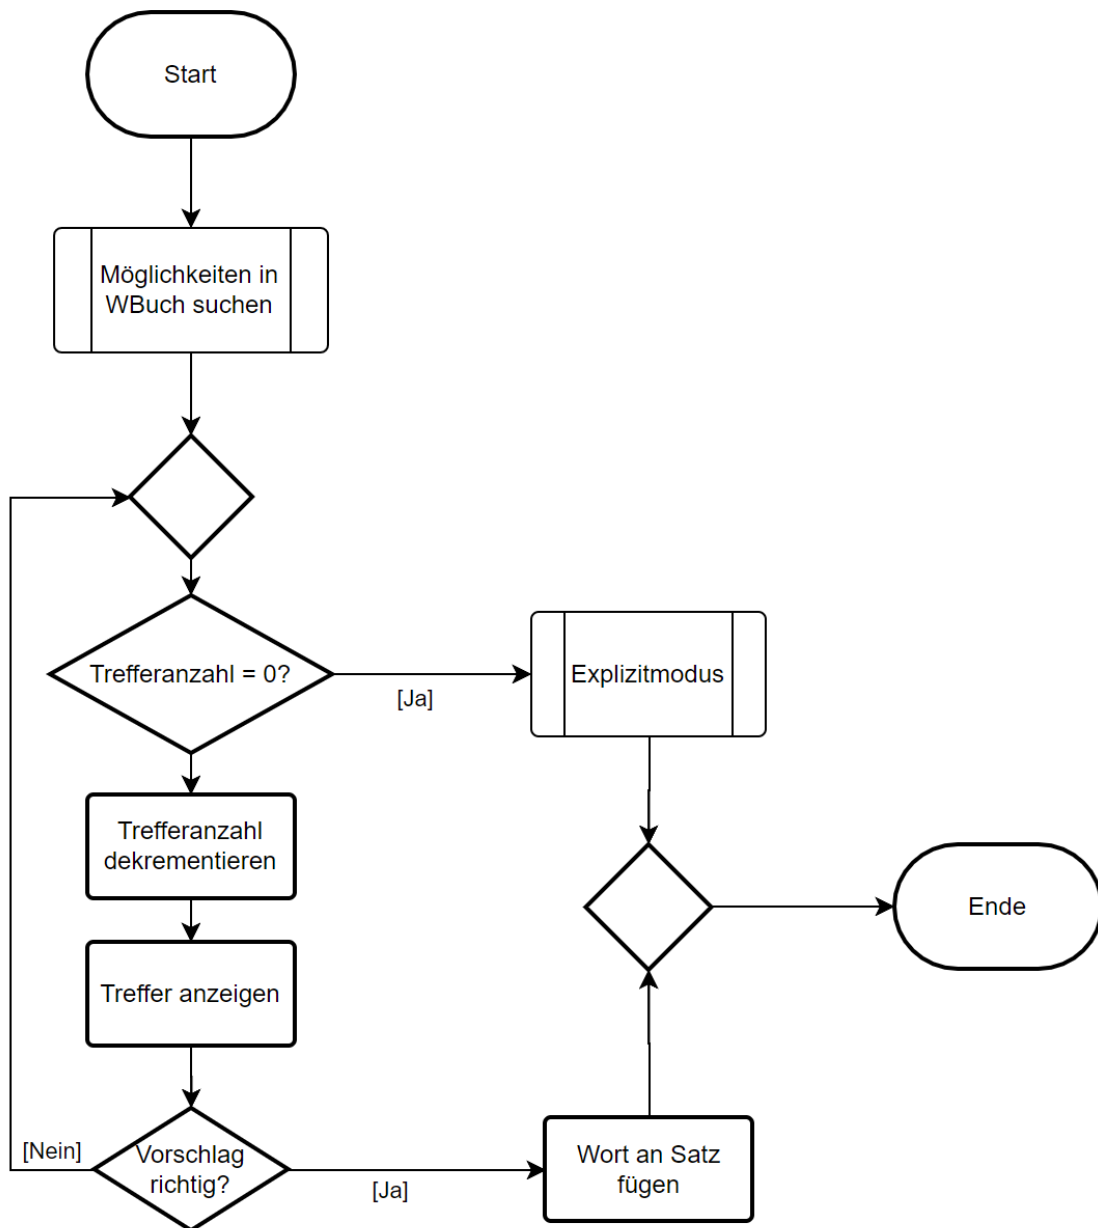 Start
Möglichkeiten in
WBuch suchen
Trefferanzahl = 0?
[Ja]
Explizitmodus
Trefferanzahl
dekrementieren
Ende
Treffer anzeigen
[Nein]
Vorschlag
richtig?
[Ja]
Wort an Satz
fügen